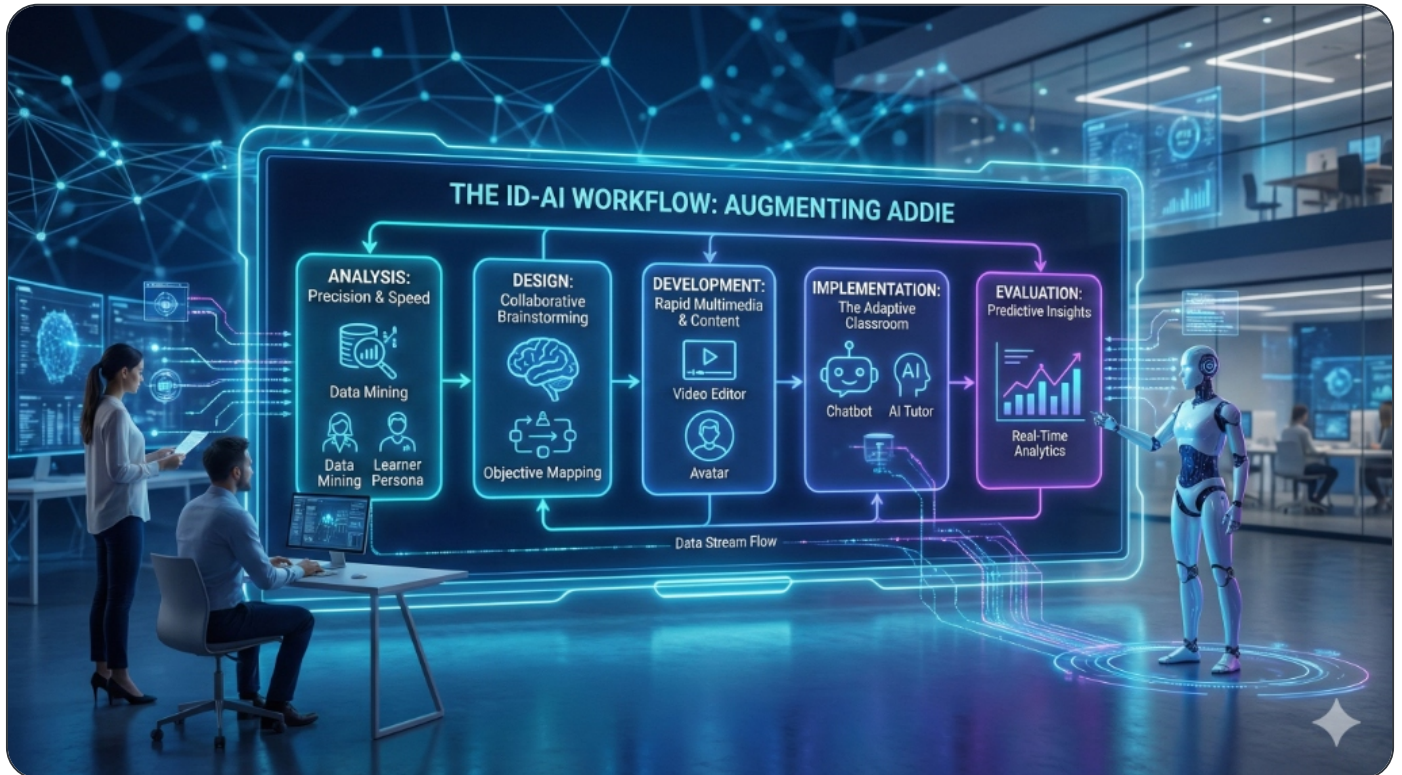 THE ID-AI WORKFLOW: AUGMENTING ADDIE
ANALYSIS:
Precision & Speed
Data Mining
Data
Mining
Learner
Persona
DESIGN:
Collaborative
Brainstorming
Objective Mapping
DEVELOPMENT:
Rapid Multimedia
& Content
Video Editor
Avatar
IMPLEMENTATION:
The Adaptive
Classroom
AI
Chatbot
AI Tutor
EVALUATION:
Predictive Insights
Real-Time
Analytics
Data Stream Flow